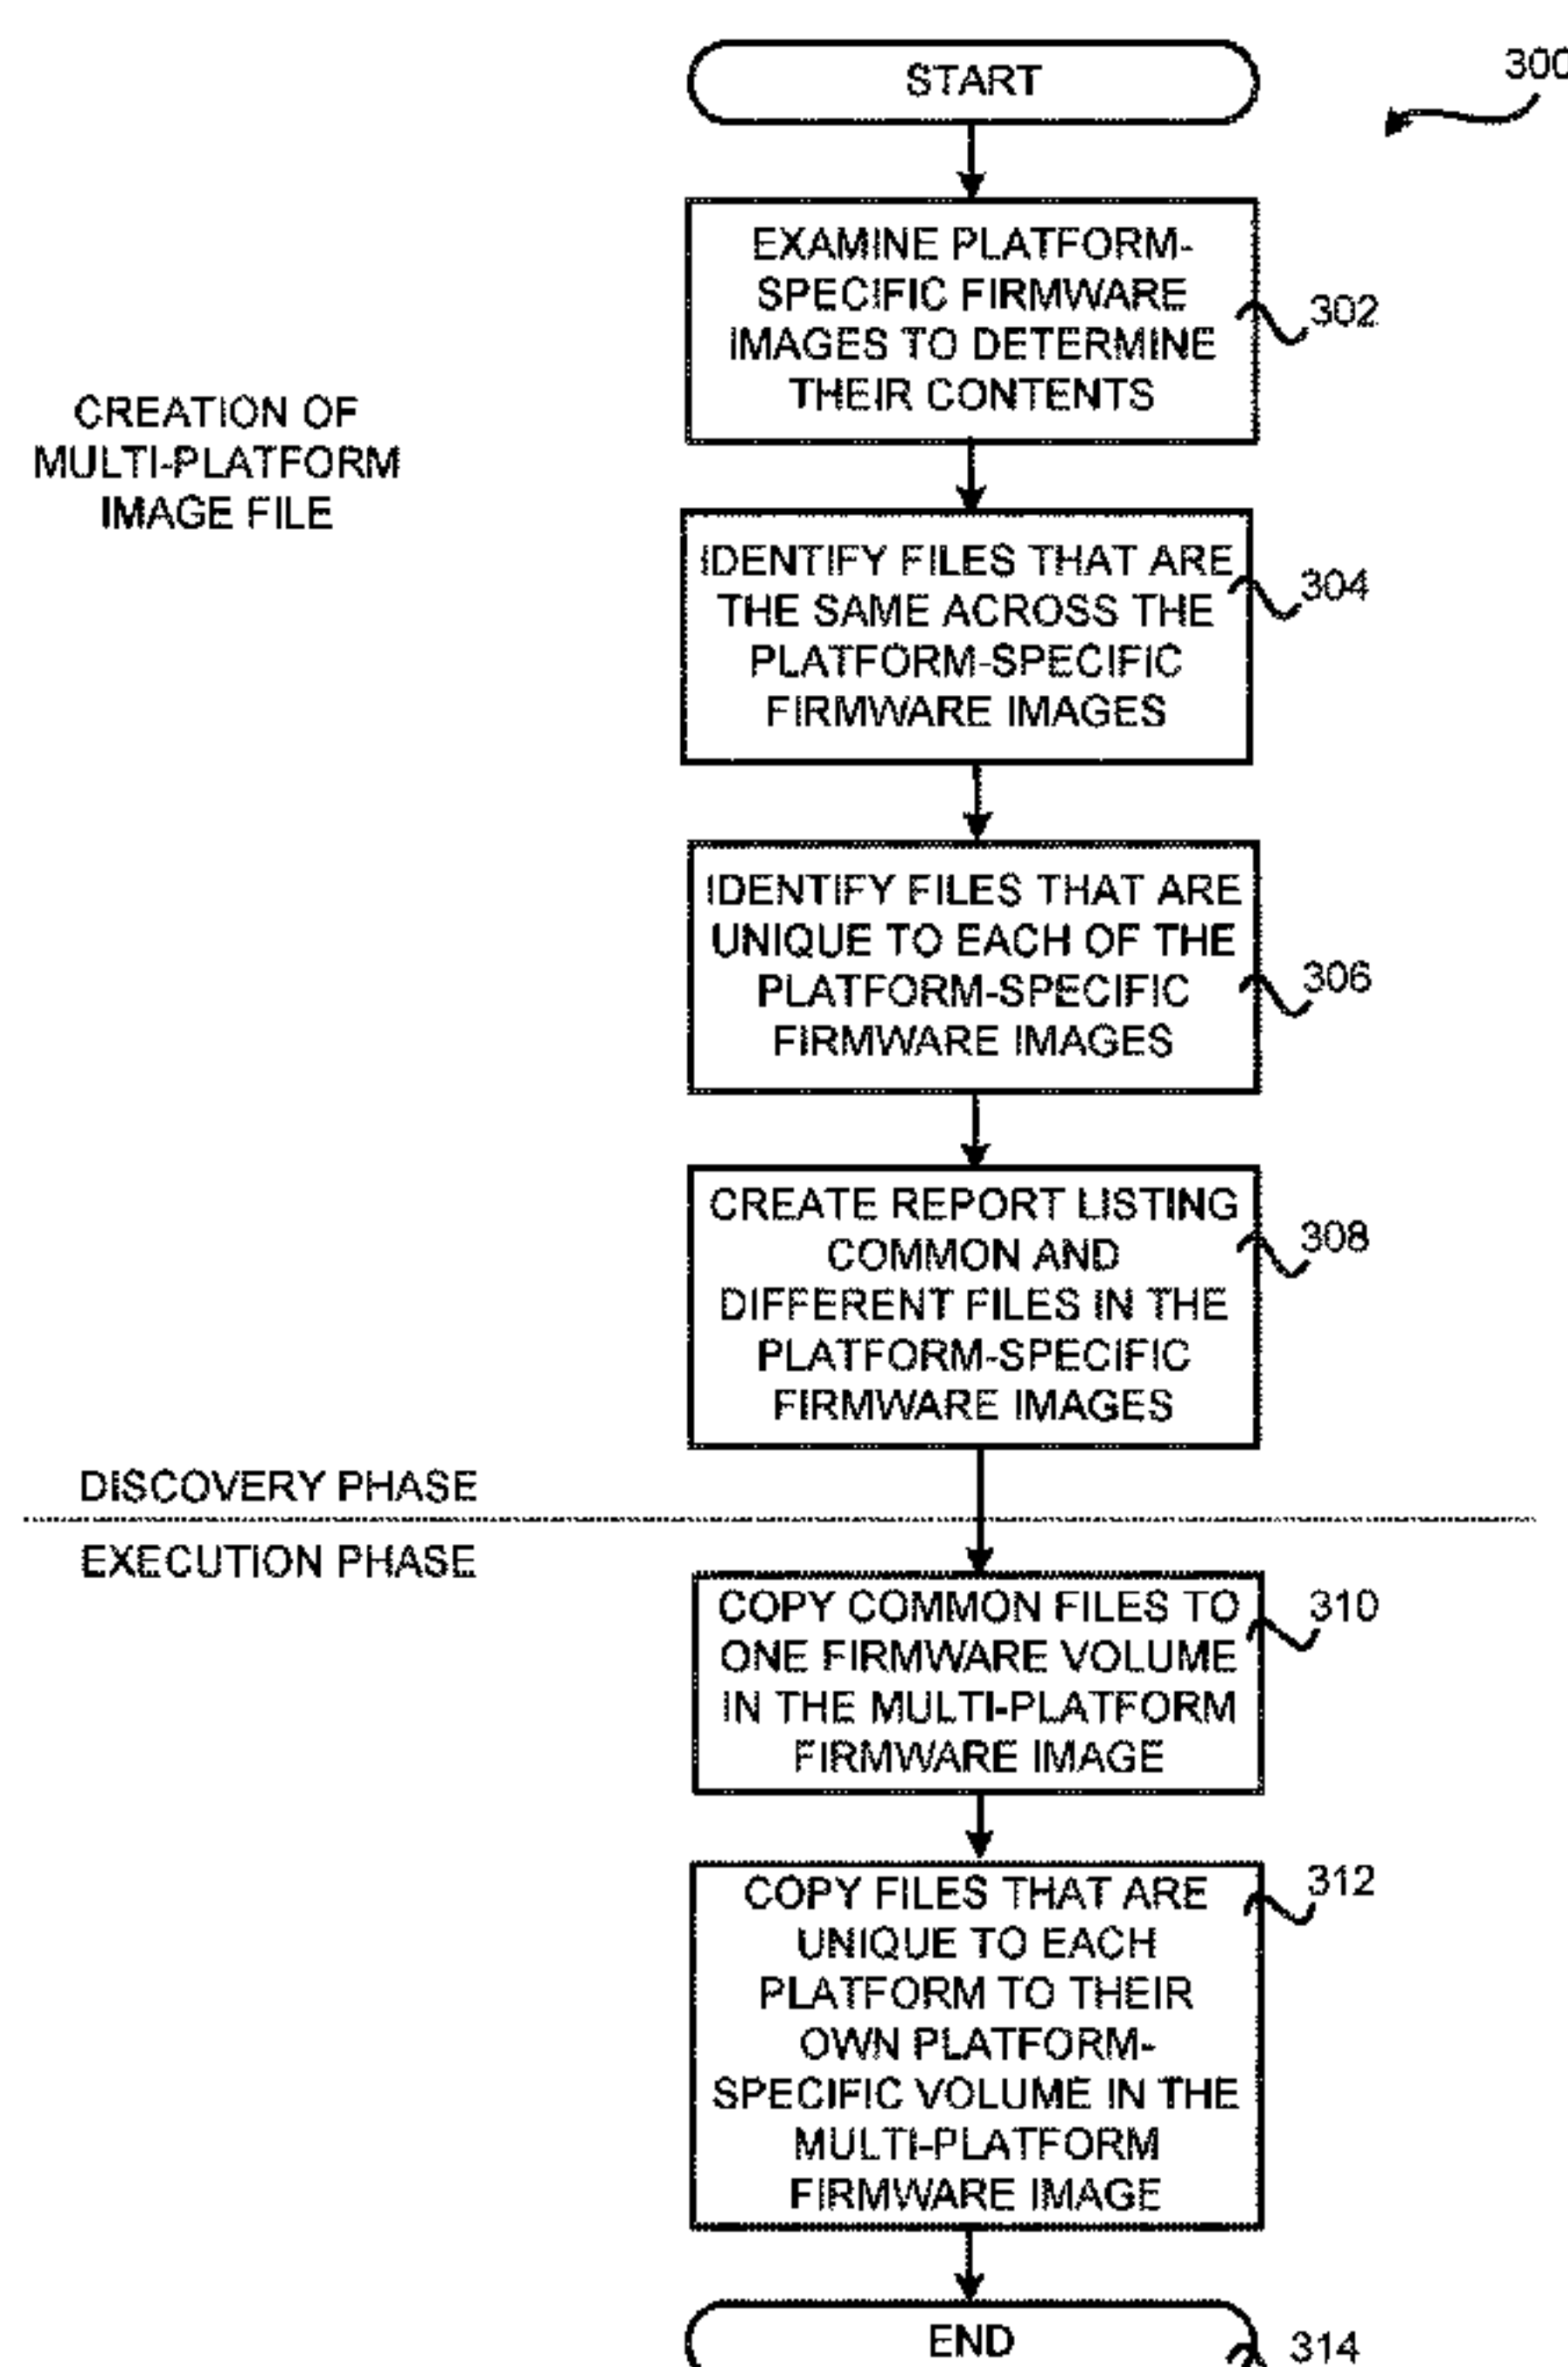 START
300
EXAMINE PLATFORM-
SPECIFIC FIRMWARE
IMAGES TO DETERMINE
THEIR CONTENTS
302
CREATION OF
MULTI-PLATFORM
IMAGE FILE
IDENTIFY FILES THAT ARE
THE SAME ACROSS THE
PLATFORM-SPECIFIC
FIRMWARE IMAGES
304
IDENTIFY FILES THAT ARE
UNIQUE TO EACH OF THE
PLATFORM-SPECIFIC
FIRMWARE IMAGES
306
CREATE REPORT LISTING
COMMON AND
DIFFERENT FILES IN THE
PLATFORM-SPECIFIC
FIRMWARE IMAGES
308
DISCOVERY PHASE
EXECUTION PHASE
COPY COMMON FILES TO
ONE FIRMWARE VOLUME
IN THE MULTI-PLATFORM
FIRMWARE IMAGE
310
COPY FILES THAT ARE
UNIQUE TO EACH
PLATFORM TO THEIR
OWN PLATFORM-
SPECIFIC VOLUME IN THE
MULTI-PLATFORM
FIRMWARE IMAGE
312
END
314